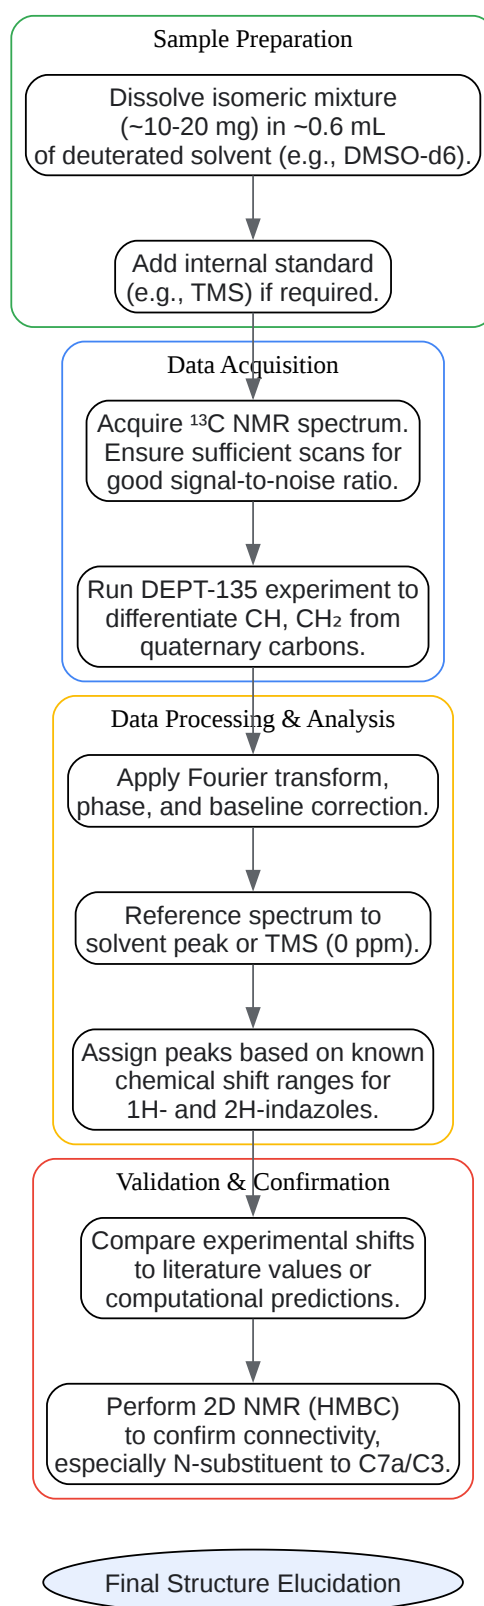 Sample Preparation
Dissolve isomeric mixture
(~10-20 mg) in ~0.6 mL
of deuterated solvent (e.g., DMSO-d6).
Add internal standard
(e.g., TMS) if required.
Data Acquisition
Acquire ¹³C NMR spectrum.
Ensure sufficient scans for
good signal-to-noise ratio.
Run DEPT-135 experiment to
differentiate CH, CH₂ from
quaternary carbons.
Data Processing & Analysis
Apply Fourier transform,
phase, and baseline correction.
Reference spectrum to
solvent peak or TMS (0 ppm).
Assign peaks based on known
chemical shift ranges for
1H- and 2H-indazoles.
Validation & Confirmation
Compare experimental shifts
to literature values or
computational predictions.
Perform 2D NMR (HMBC)
to confirm connectivity,
especially N-substituent to C7a/C3.
Final Structure Elucidation